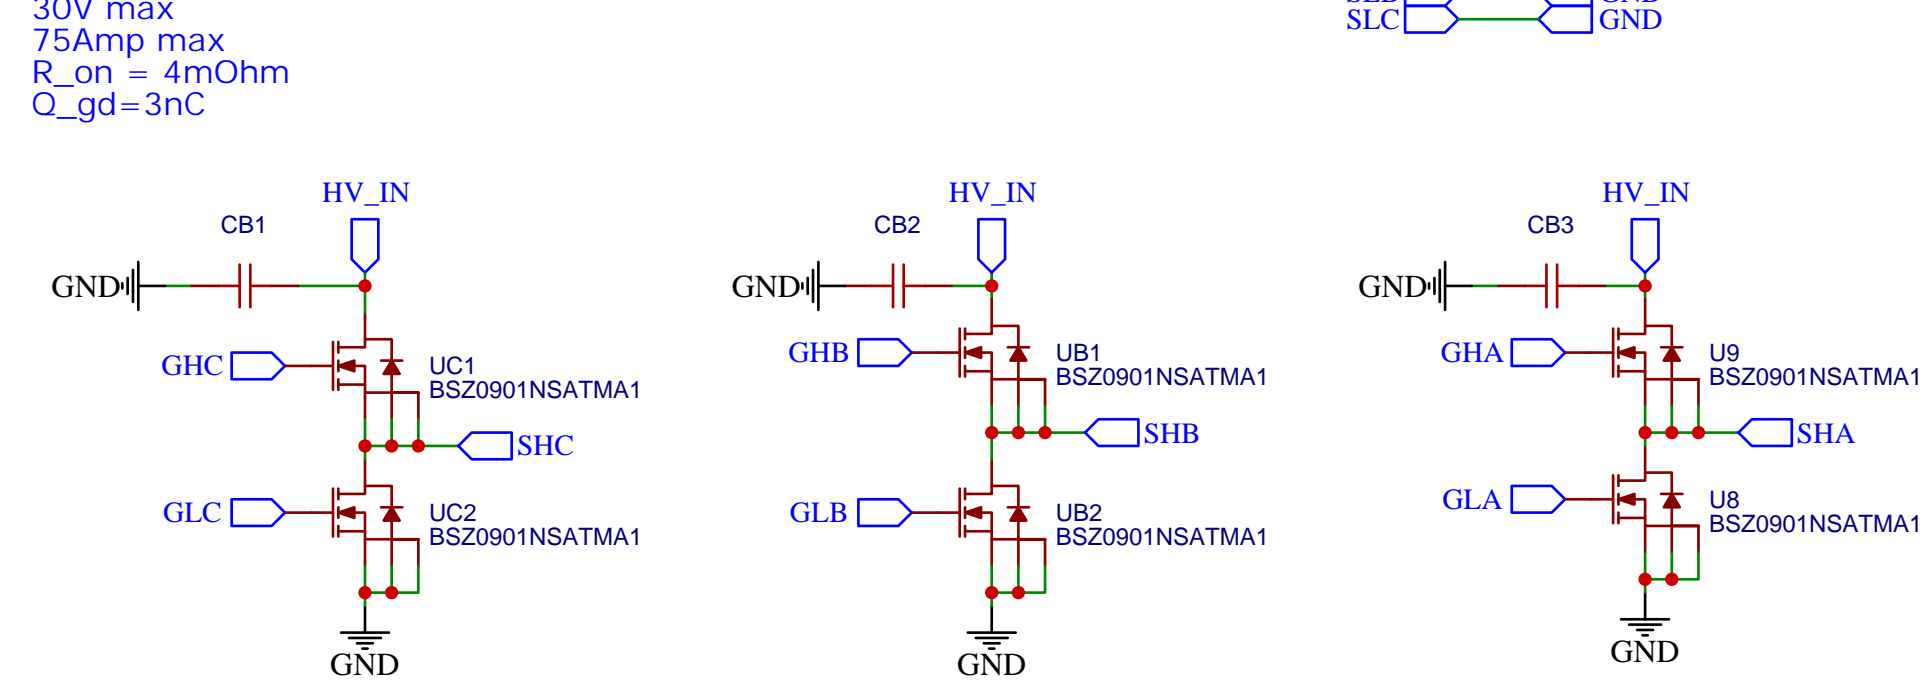 30V max
75Amp max
R_on = 4mOhm
Q_gd=3nC
SLC GND
HV_IN HV_IN HV_IN
CB1 CB2 CB3
GND GND GND
GHC UC1 BSZ0901NSATMA1
GHB UB1 BSZ0901NSATMA1
GHA U9 BSZ0901NSATMA1
SHC SHB SHA
GLC UC2 BSZ0901NSATMA1
GLB UB2 BSZ0901NSATMA1
GLA U8 BSZ0901NSATMA1
GND GND GND